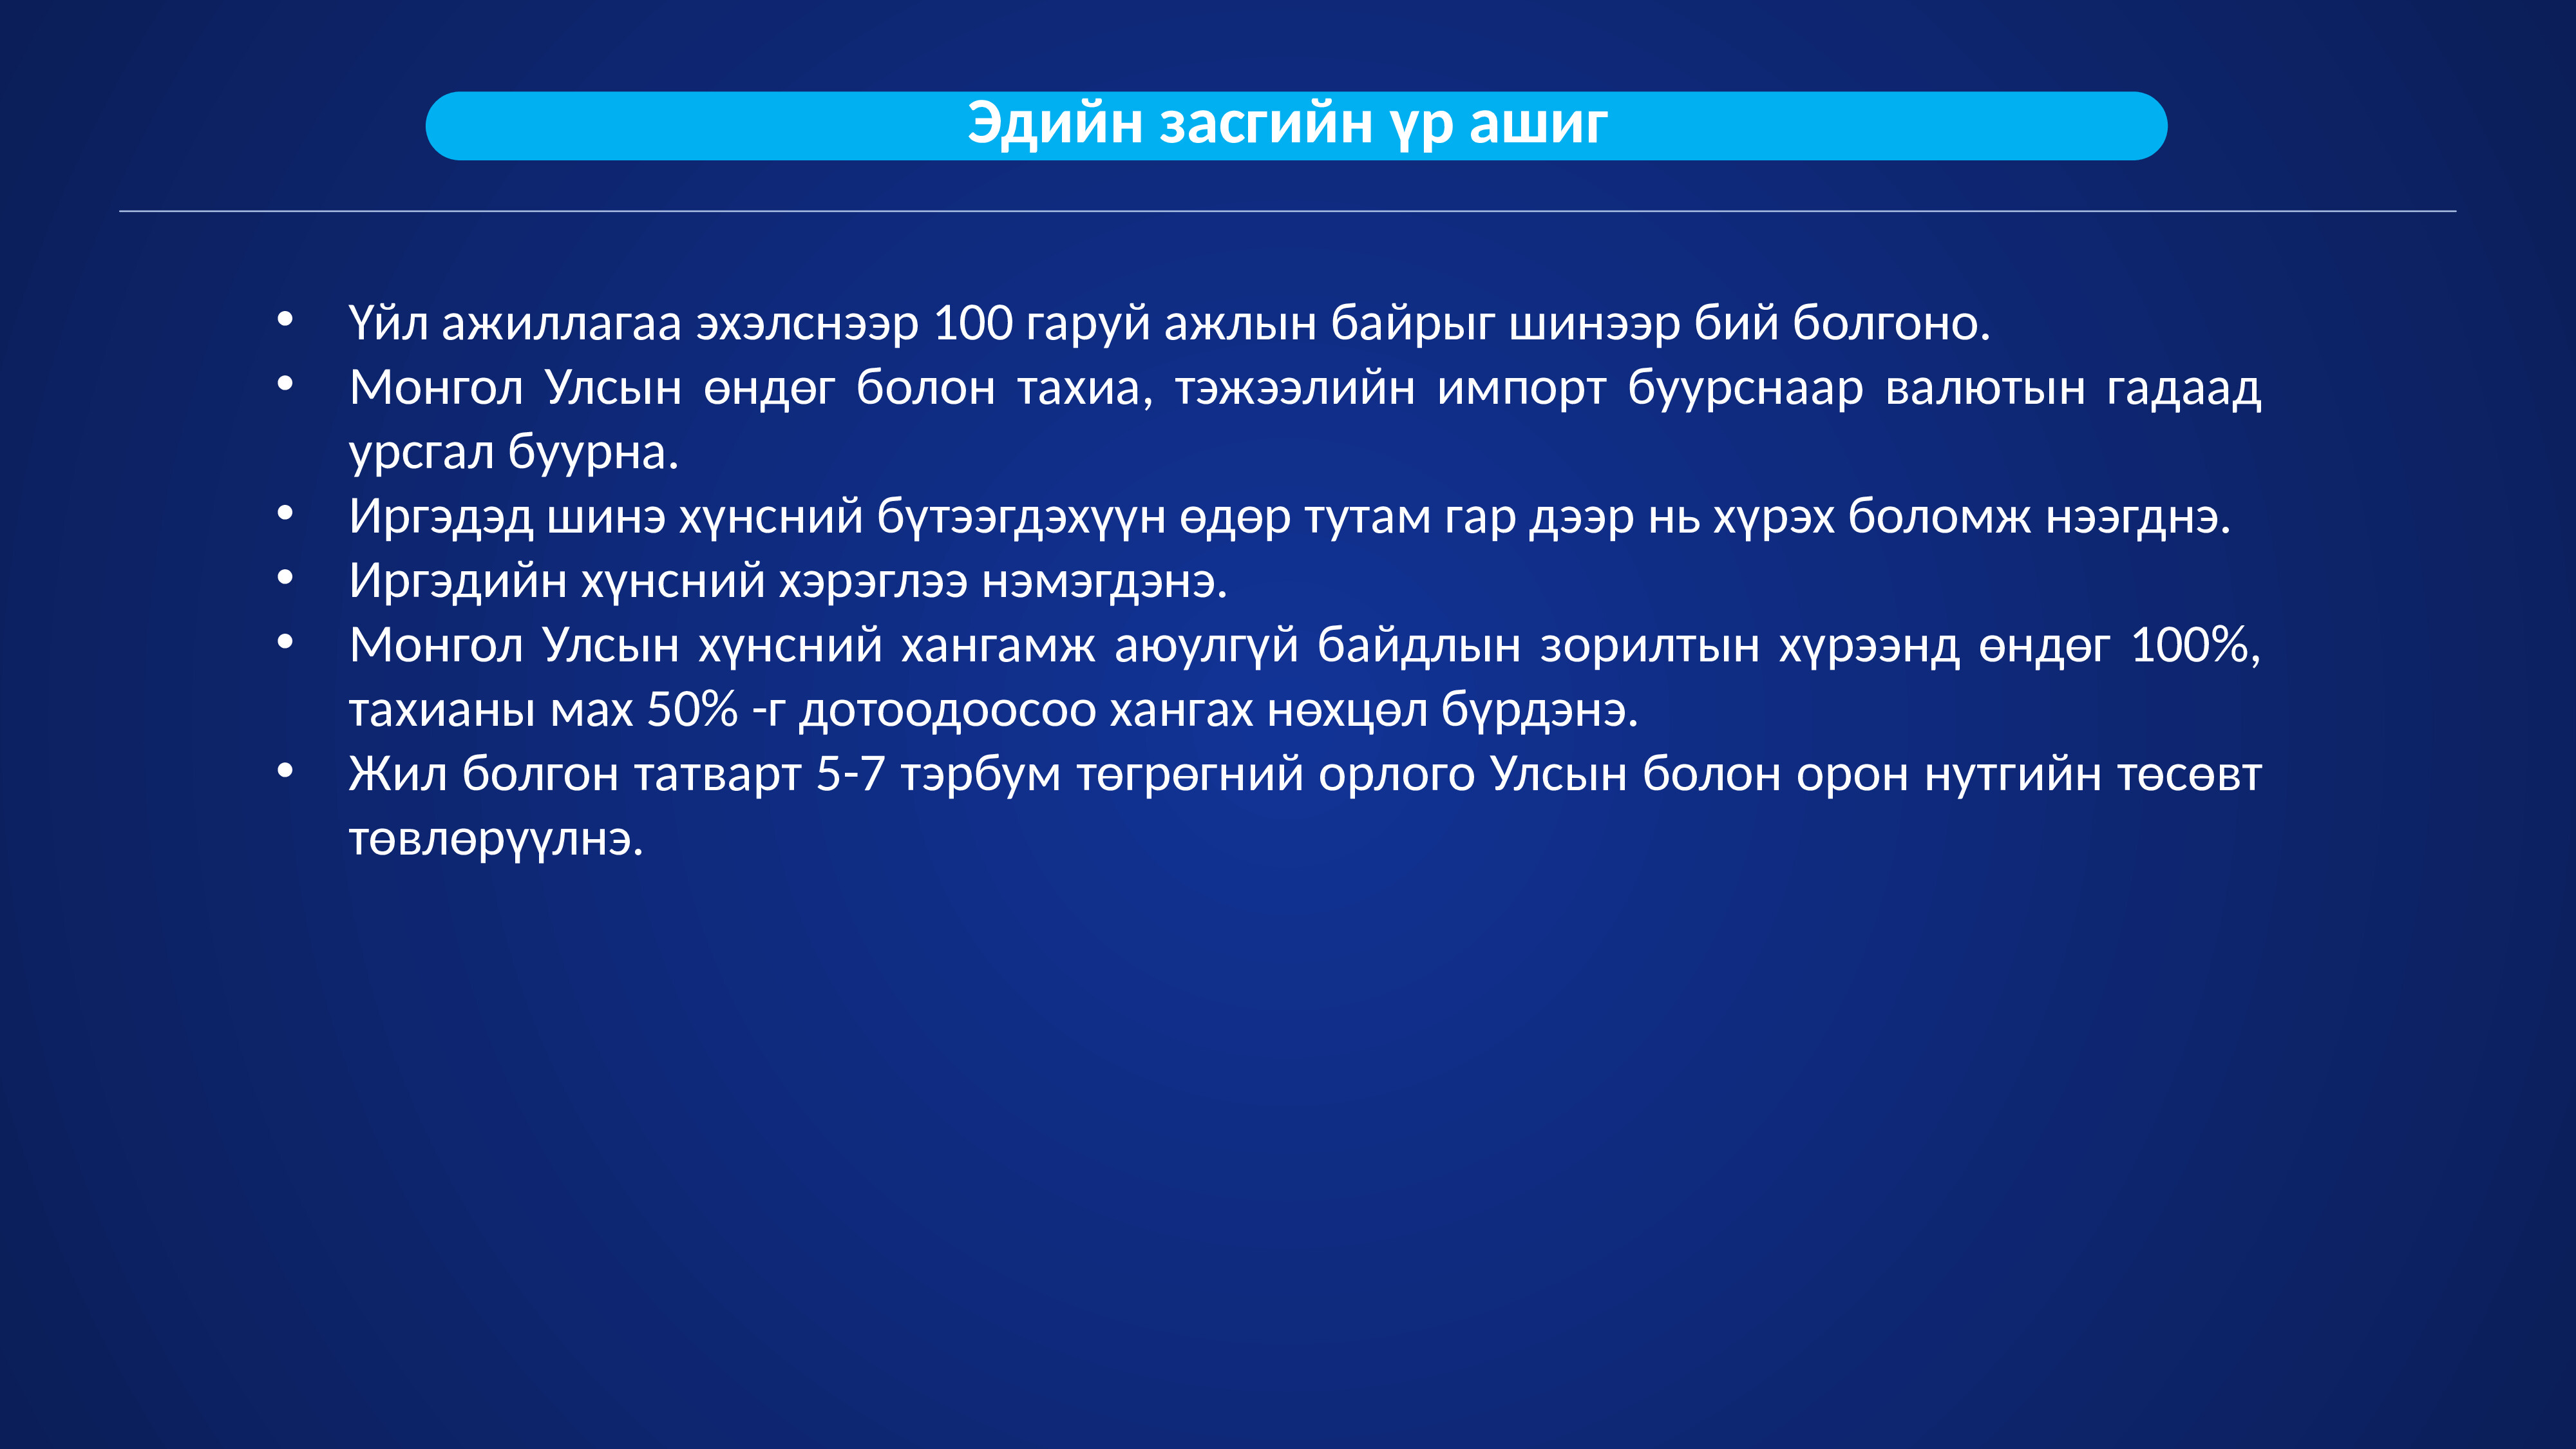 Эдийн засгийн үр ашиг
• Үйл ажиллагаа эхэлснээр 100 гаруй ажлын байрыг шинээр бий болгоно.
• Монгол Улсын өндөг болон тахиа, тэжээлийн импорт буурснаар валютын гадаад
урсгал буурна.
• Иргэдэд шинэ хүнсний бүтээгдэхүүн өдөр тутам гар дээр нь хүрэх боломж нээгднэ.
• Иргэдийн хүнсний хэрэглээ нэмэгдэнэ.
• Монгол Улсын хүнсний хангамж аюулгүй байдлын зорилтын хүрээнд өндөг 100%,
тахианы мах 50% -г дотоодоосоо хангах нөхцөл бүрдэнэ.
• Жил болгон татварт 5-7 тэрбум төгрөгний орлого Улсын болон орон нутгийн төсөвт
төвлөрүүлнэ.